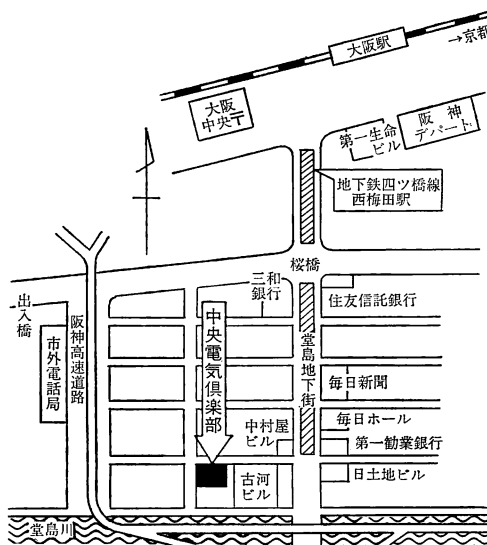 大阪駅
→京都
大阪
中央〒
阪神
デパート
第一生命
ビル
地下鉄四ツ橋線
西梅田駅
桜橋
三和
銀行
住友信託銀行
出入橋
阪神高速道路
市外電話局
中央電気倶楽部
堂島地下街
毎日新聞
毎日ホール
中村屋
ビル
第一勧業銀行
古河
ビル
日土地ビル
堂島川